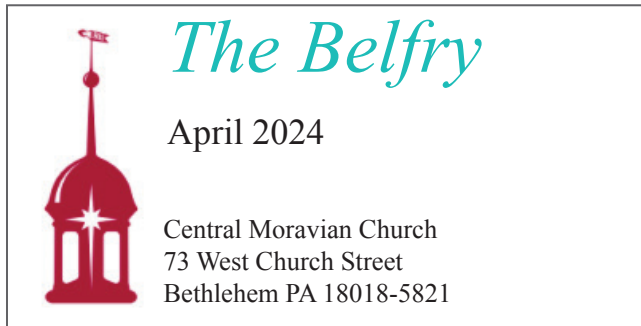 The Belfry
April 2024
Central Moravian Church
73 West Church Street
Bethlehem PA 18018-5821